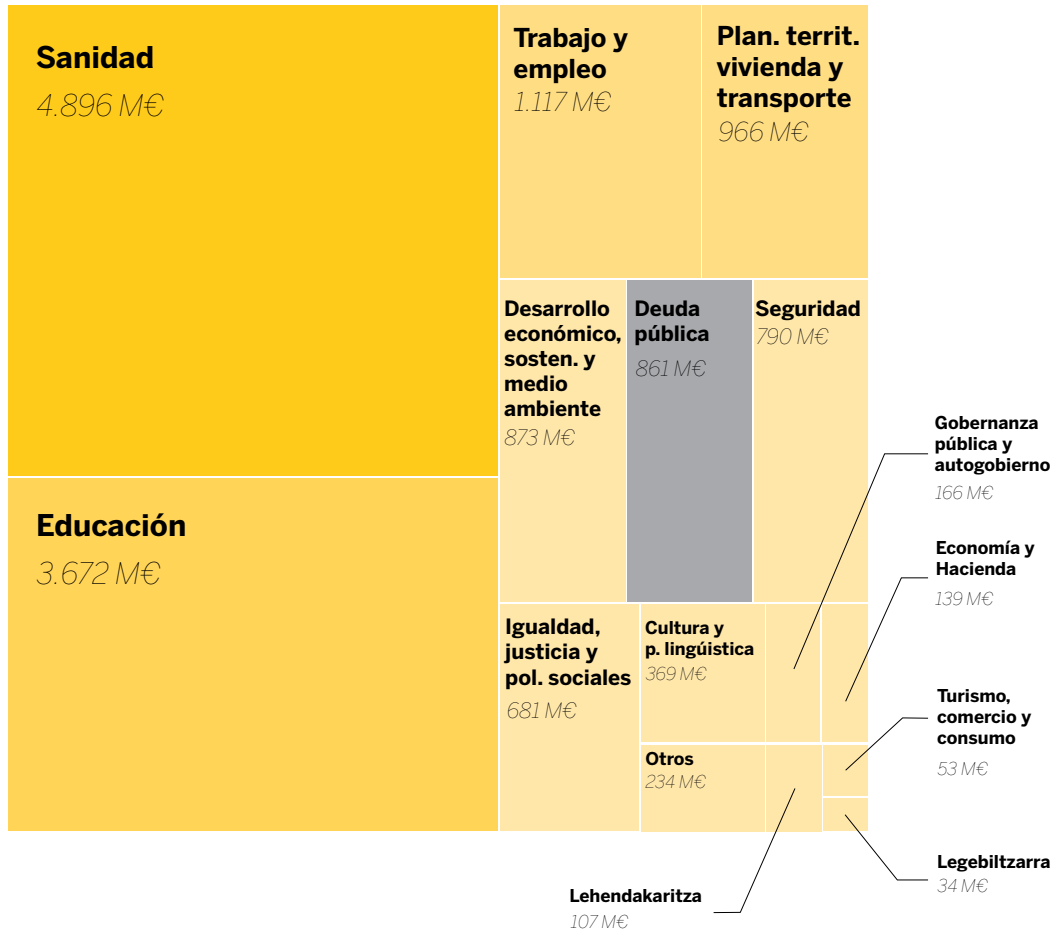 Sanidad
4.896 M€
Trabajo y
empleo
1.117 M€
Plan. territ.
vivienda y
transporte
966 M€
Desarrollo
económico,
sosten. y
medio
ambiente
873 M€
Deuda
pública
861 M€
Seguridad
790 M€
Gobernanza
pública y
autogobierno
166 M€
Educación
3.672 M€
Economía y
Hacienda
139 M€
Igualdad,
justicia y
pol. sociales
681 M€
Cultura y
p. lingúistica
369 M€
Turismo,
comercio y
consumo
53 M€
Otros
234 M€
Legebiltzarra
34 M€
Lehendakaritza
107 M€